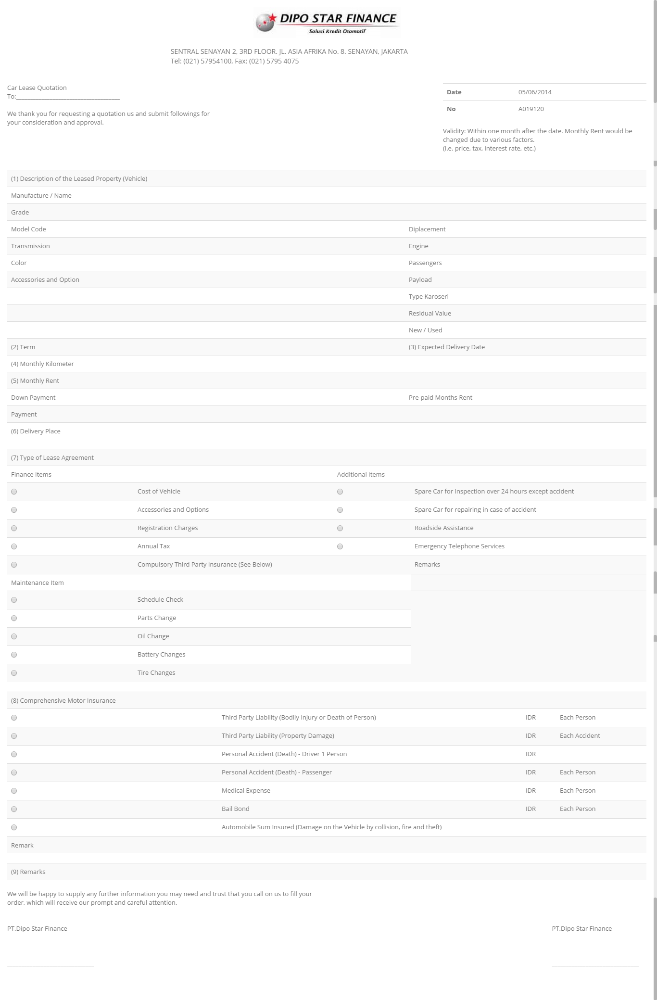 DIPO STAR FINANCE
Solusi Kredit Otomotif
SENTRAL SENAYAN 2, 3RD FLOOR. JL. ASIA AFRIKA No. 8. SENAYAN, JAKARTA
Tel: (021) 57954100, Fax: (021) 5795 4075
Car Lease Quotation
To:______________________________
We thank you for requesting a quotation us and submit followings for
your consideration and approval.
Date 05/06/2014
No A019120
Validity: Within one month after the date. Monthly Rent would be
changed due to various factors.
(i.e. price, tax, interest rate, etc.)
(1) Description of the Leased Property (Vehicle)
Manufacture / Name
Grade
Model Code Diplacement
Transmission Engine
Color Passengers
Accessories and Option Payload
Type Karoseri
Residual Value
New / Used
(2) Term (3) Expected Delivery Date
(4) Monthly Kilometer
(5) Monthly Rent
Down Payment Pre-paid Months Rent
Payment
(6) Delivery Place
(7) Type of Lease Agreement
Finance Items Additional Items
Cost of Vehicle Spare Car for Inspection over 24 hours except accident
Accessories and Options Spare Car for repairing in case of accident
Registration Charges Roadside Assistance
Annual Tax Emergency Telephone Services
Compulsory Third Party Insurance (See Below) Remarks
Maintenance Item
Schedule Check
Parts Change
Oil Change
Battery Changes
Tire Changes
(8) Comprehensive Motor Insurance
Third Party Liability (Bodily Injury or Death of Person) IDR Each Person
Third Party Liability (Property Damage) IDR Each Accident
Personal Accident (Death) - Driver 1 Person IDR
Personal Accident (Death) - Passenger IDR Each Person
Medical Expense IDR Each Person
Bail Bond IDR Each Person
Automobile Sum Insured (Damage on the Vehicle by collision, fire and theft)
Remark
(9) Remarks
We will be happy to supply any further information you may need and trust that you call on us to fill your
order, which will receive our prompt and careful attention.
PT.Dipo Star Finance PT.Dipo Star Finance
_________________________ _________________________